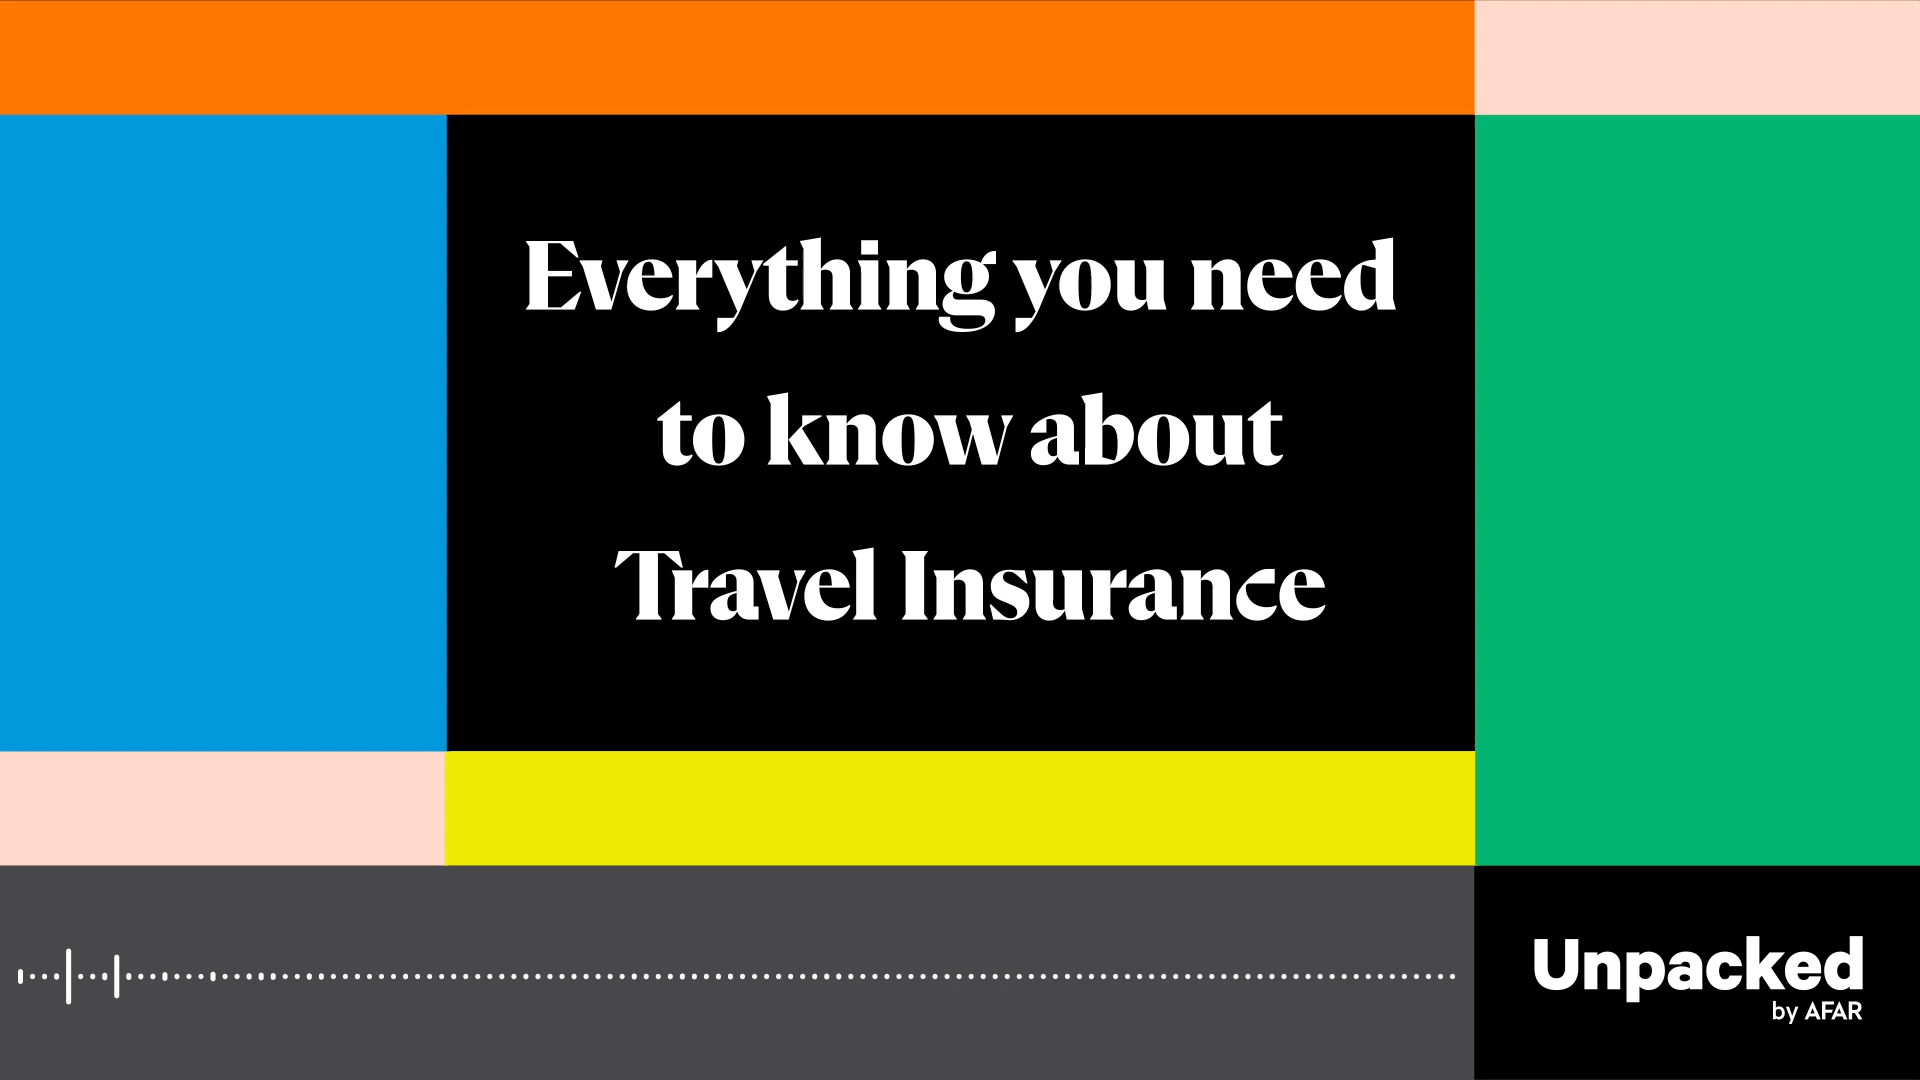 Everything you need
to know about
Travel Insurance
Unpacked
by AFAR